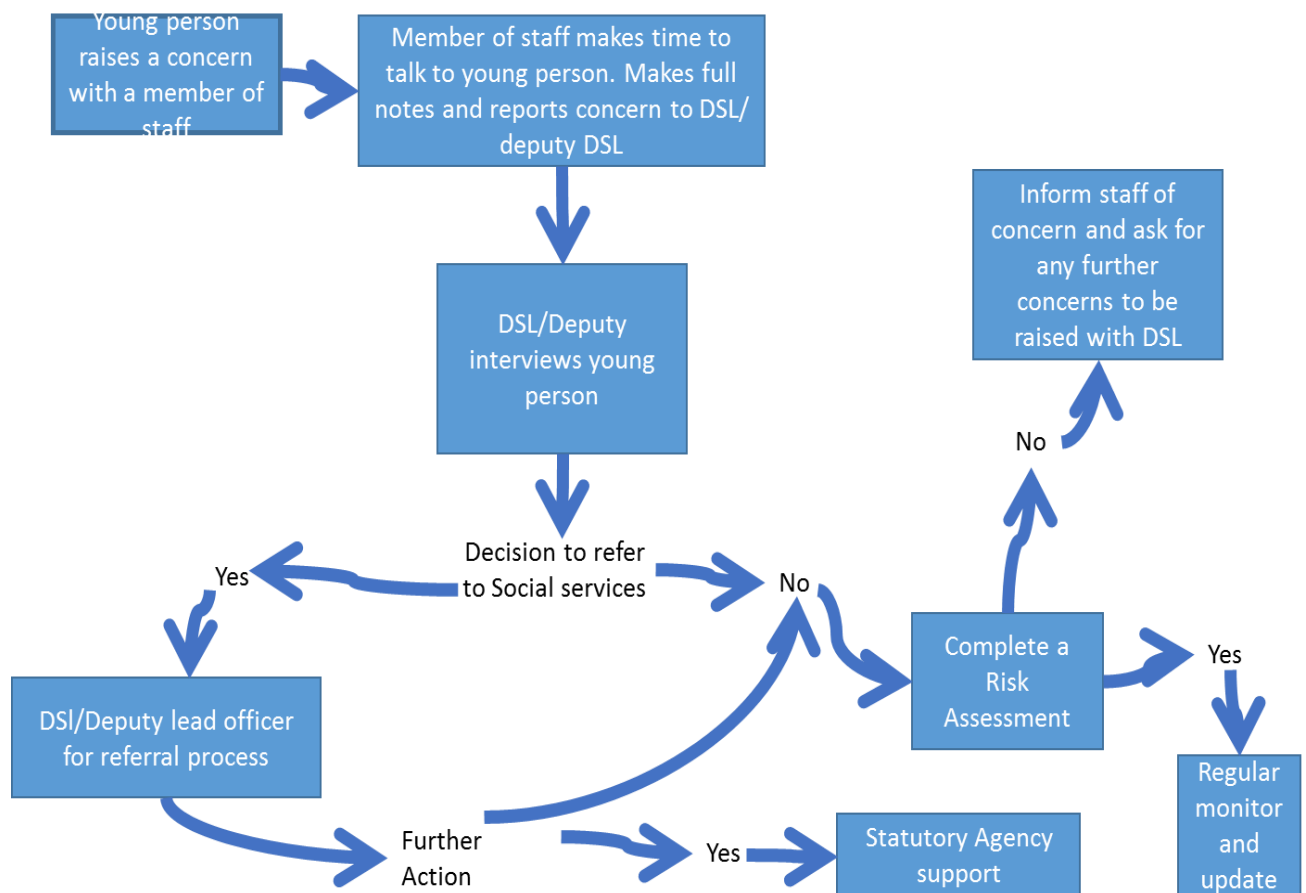 Young person
raises a concern
with a member of
staff
Member of staff makes time to
talk to young person. Makes full
notes and reports concern to DSL/
deputy DSL
Inform staff of
concern and ask for
any further
concerns to be
raised with DSL
DSL/Deputy
interviews young
person
No
Decision to refer
to Social services
Yes
No
Complete a
Risk
Assessment
Yes
DSl/Deputy lead officer
for referral process
Regular
monitor
and
update
Further
Action
Yes
Statutory Agency
support